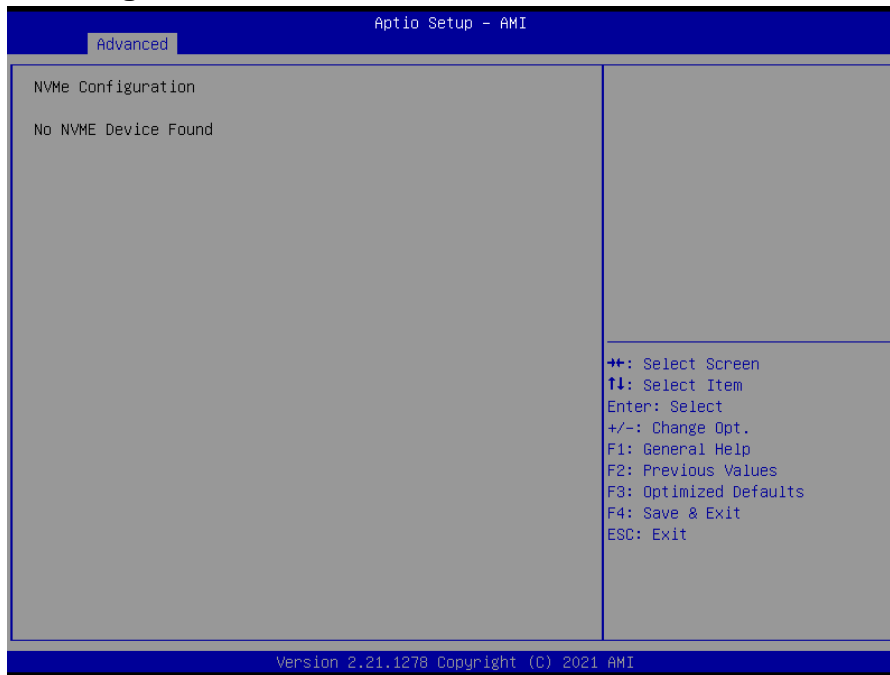 Aptio Setup - AMI
Advanced
NVMe Configuration
No NVME Device Found
→←: Select Screen
↑↓: Select Item
Enter: Select
+/-: Change Opt.
F1: General Help
F2: Previous Values
F3: Optimized Defaults
F4: Save & Exit
ESC: Exit
Version 2.21.1278 Copyright (C) 2021 AMI